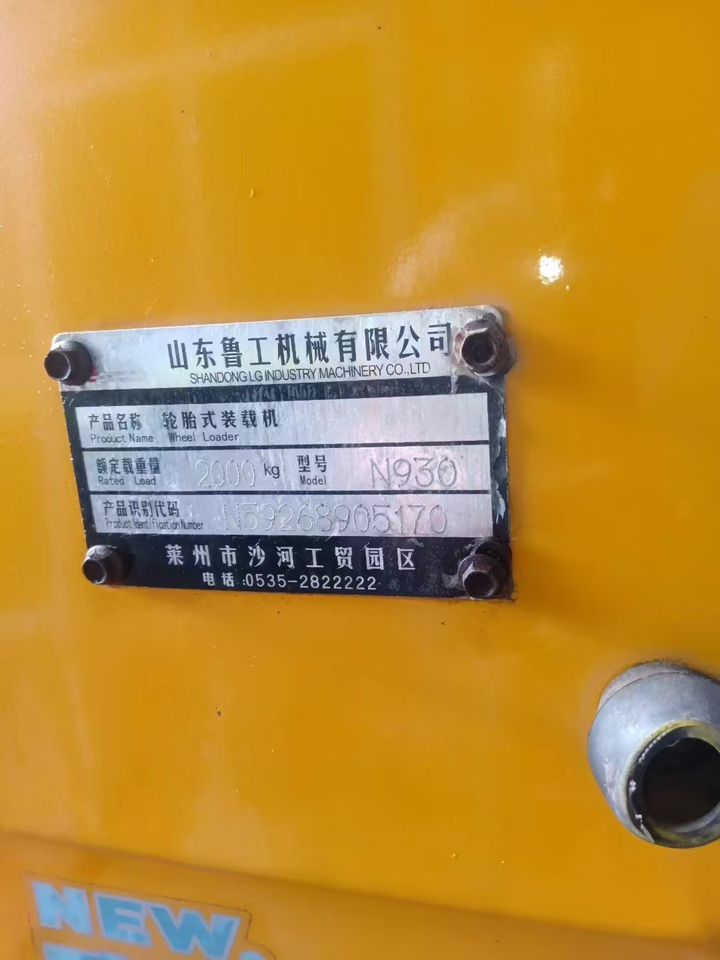 山东鲁工机械有限公司
SHANDONG LG INDUSTRY MACHINERY CO.,LTD
产品名称 轮胎式装载机
Product Name Wheel Loader
额定载重量 2000 kg 型号 N930
Rated Load Model
产品识别代码 N59268905170
Product Identification Number
莱州市沙河工贸园区
电话:0535-2822222
NEW